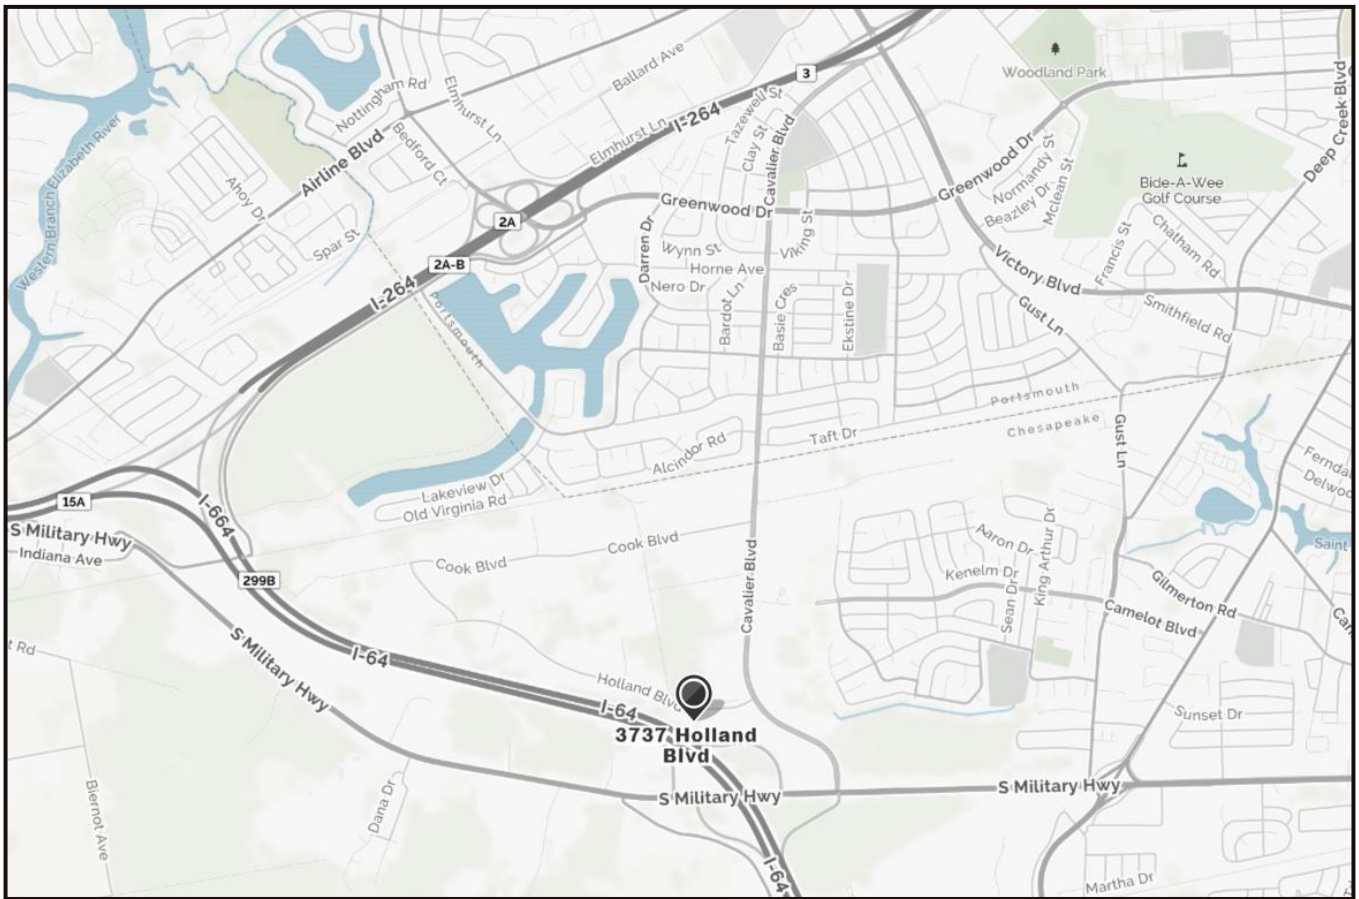 3
Woodland Park
Ballard Ave
Nottingham Rd
Elmhurst Ln
Tazewell St
I-264
Deep Creek Blvd
Western Branch Elizabeth River
Airline Blvd
Bedford Ct
Elmhurst Ln
Clay St
Cavalier Blvd
Greenwood Dr
Normandy St
Beazley Dr
Mclean St
Bide-A-Wee
Golf Course
Ahoy Dr
Spar St
2A
Greenwood Dr
Viking St
Francis St
Chatham Rd
2A-B
I-264
Darren Dr
Wynn St
Horne Ave
Nero Dr
Victory Blvd
Portsmouth
Bardot Ln
Basie Cres
Ekstine Dr
Gust Ln
Smithfield Rd
Portsmouth
Chesapeake
Gust Ln
Taft Dr
Alcindor Rd
Lakeview Dr
Old Virginia Rd
15A
I-664
S Military Hwy
Indiana Ave
299B
Cook Blvd
Cook Blvd
Cavalier Blvd
Aaron Dr
King Arthur Dr
Kenelm Dr
Sean Dr
Camelot Blvd
Gilmerton Rd
Saint
Delwo
Fernda
Can
t Rd
S Military Hwy
I-64
Holland Blvd
I-64
3737 Holland
Blvd
Sunset Dr
S Military Hwy
S Military Hwy
Biernot Ave
Dana Dr
I-64
Martha Dr